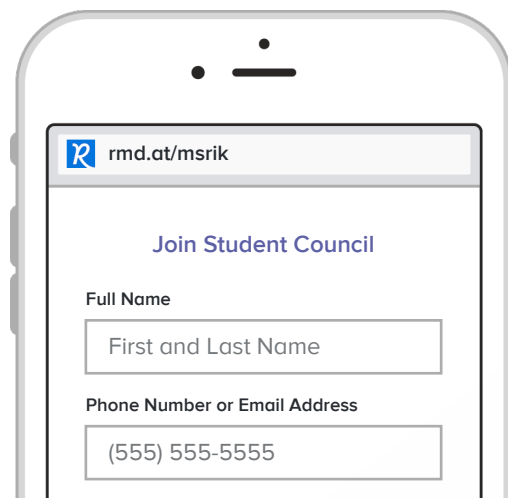 rmd.at/msrik
Join Student Council
Full Name
First and Last Name
Phone Number or Email Address
(555) 555-5555